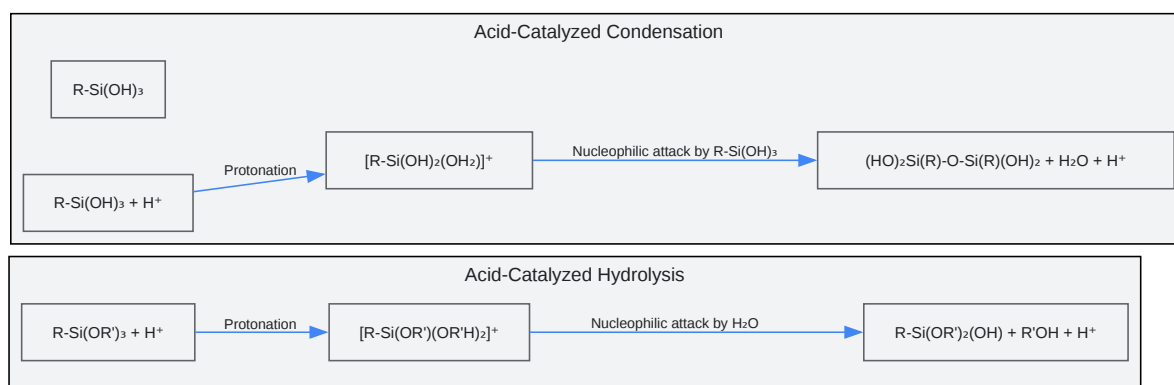 Acid-Catalyzed Condensation
R-Si(OH)₃
Protonation
[R-Si(OH)₂(OH₂)]⁺
Nucleophilic attack by R-Si(OH)₃
(HO)₂Si(R)-O-Si(R)(OH)₂ + H₂O + H⁺
R-Si(OH)₃ + H⁺
Acid-Catalyzed Hydrolysis
R-Si(OR')₃ + H⁺
Protonation
[R-Si(OR')(OR'H)₂]⁺
Nucleophilic attack by H₂O
R-Si(OR')₂(OH) + R'OH + H⁺